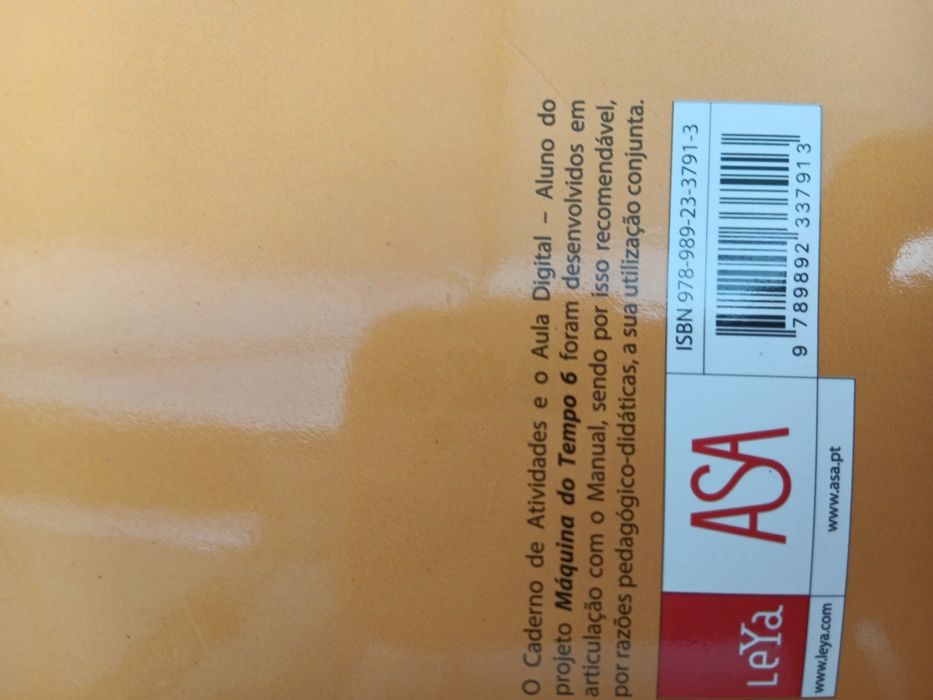 O Caderno de Atividades e o Aula Digital – Aluno do
projeto Máquina do Tempo 6 foram desenvolvidos em
articulação com o Manual, sendo por isso recomendável,
por razões pedagógico-didáticas, a sua utilização conjunta.
LeYa
ASA
ISBN 978-989-23-3791-3
9 789892 337913
www.leya.com
www.asa.pt